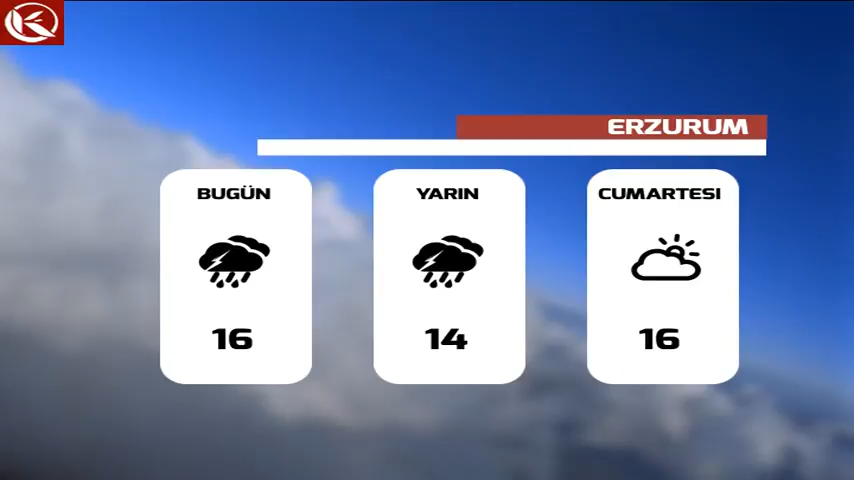 ERZURUM
BUGÜN
YARIN
CUMARTESI
16
14
16